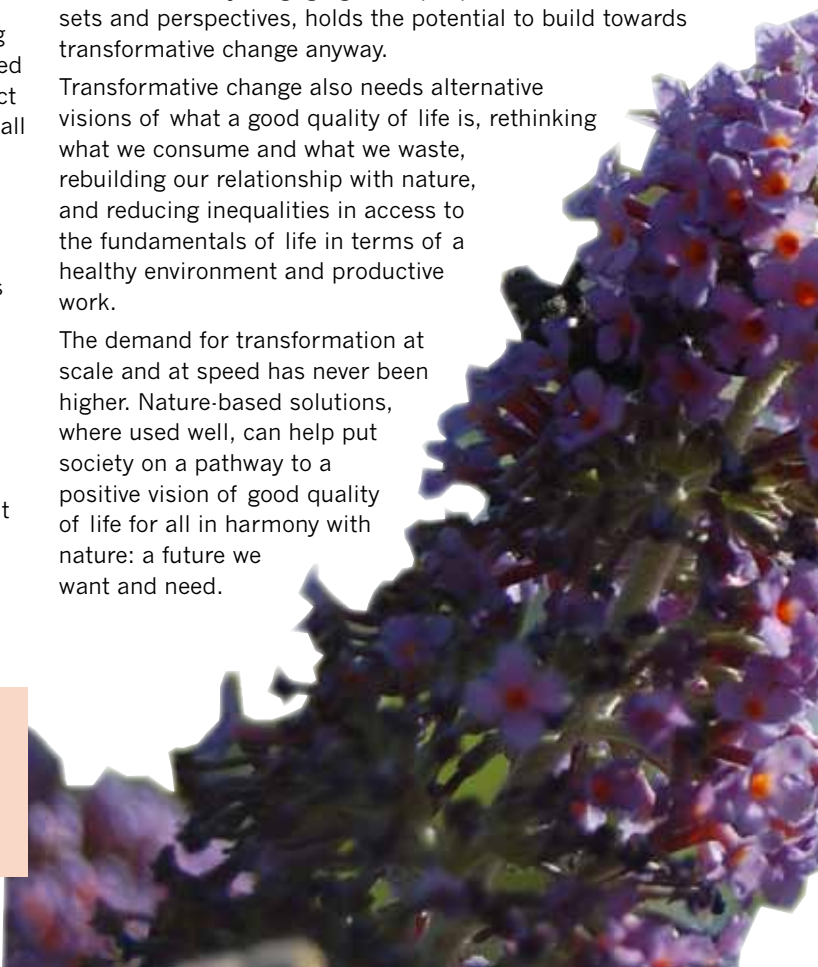 g
ed
ct
all
s
t
sets and perspectives, holds the potential to build towards
transformative change anyway.
Transformative change also needs alternative
visions of what a good quality of life is, rethinking
what we consume and what we waste,
rebuilding our relationship with nature,
and reducing inequalities in access to
the fundamentals of life in terms of a
healthy environment and productive
work.
The demand for transformation at
scale and at speed has never been
higher. Nature-based solutions,
where used well, can help put
society on a pathway to a
positive vision of good quality
of life for all in harmony with
nature: a future we
want and need.